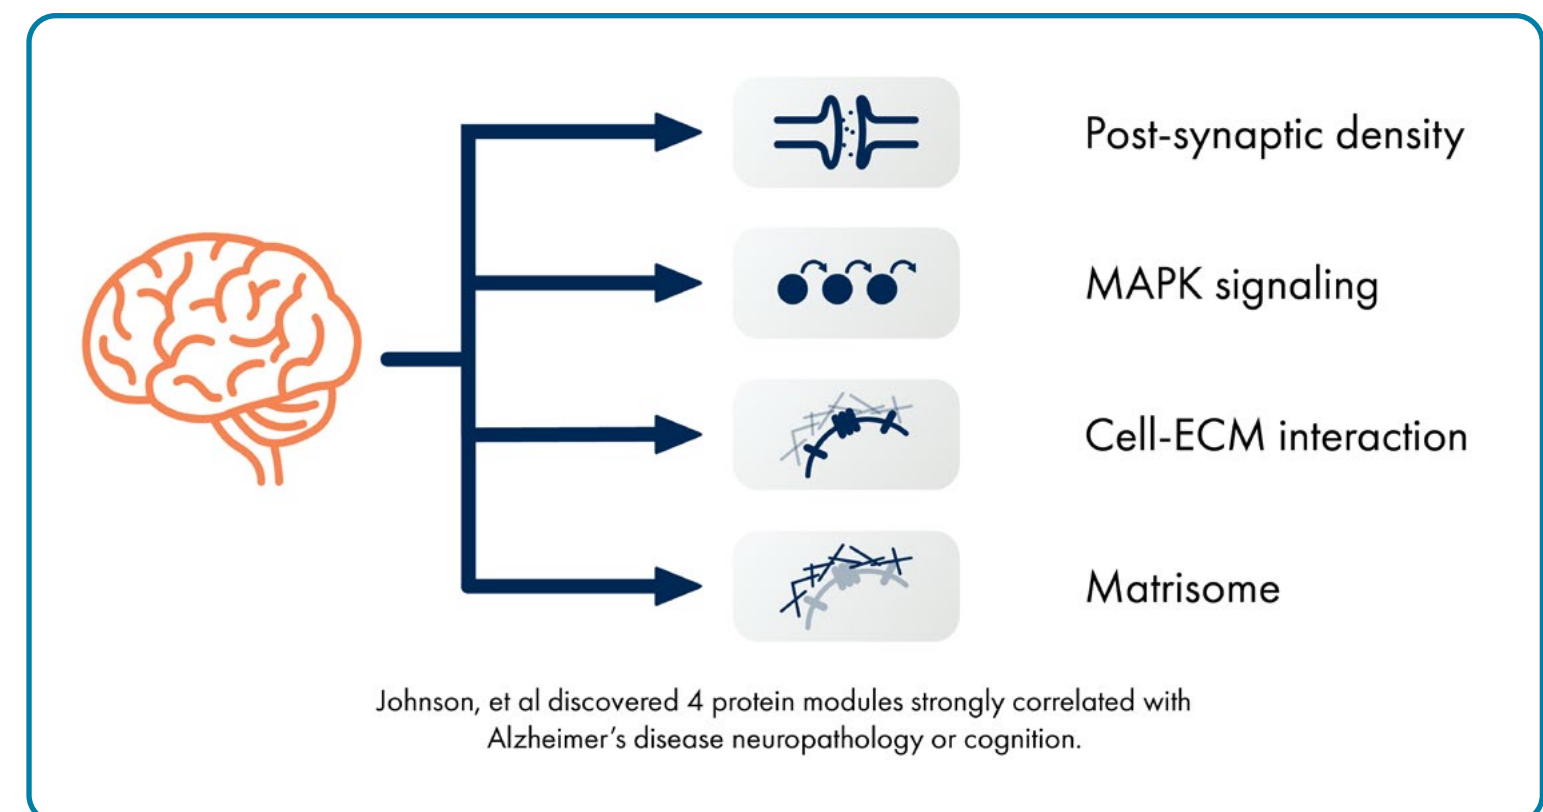 Post-synaptic density
MAPK signaling
Cell-ECM interaction
Matrisome
Johnson, et al discovered 4 protein modules strongly correlated with
Alzheimer's disease neuropathology or cognition.